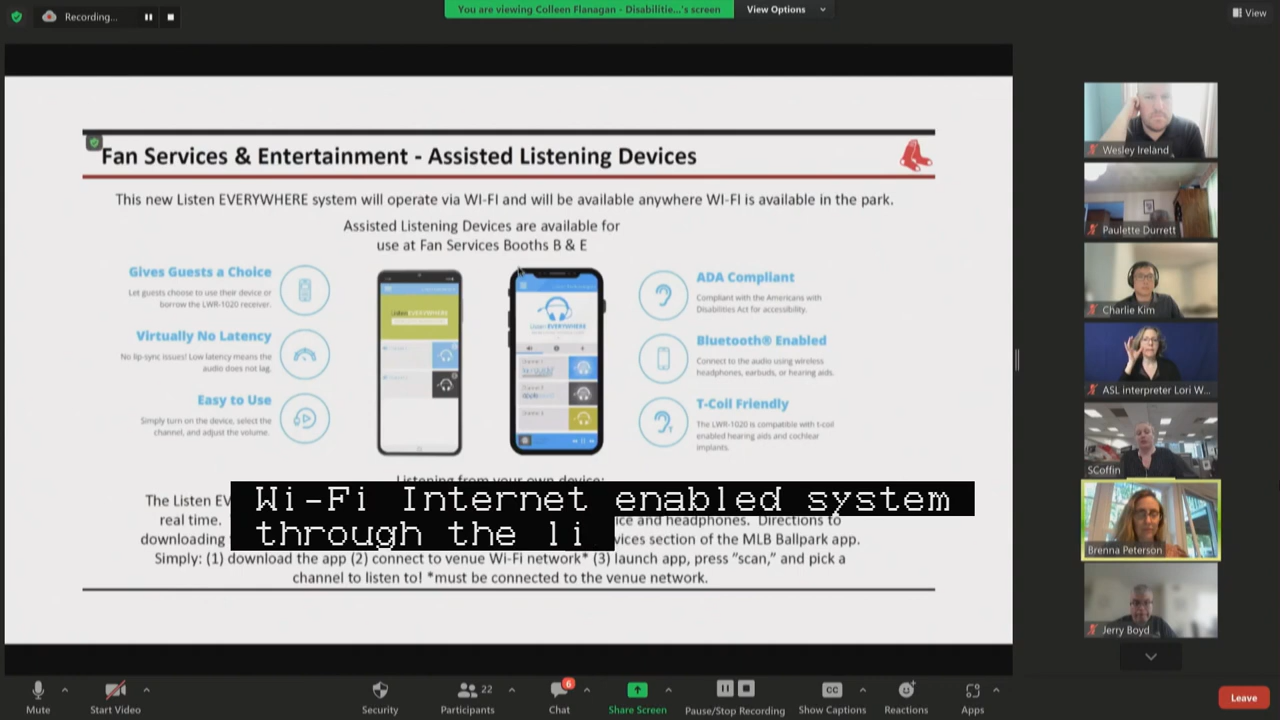 Recording...
You are viewing Colleen Flanagan - Disabilitie...'s screen
View Options
View
Fan Services & Entertainment - Assisted Listening Devices
This new Listen EVERYWHERE system will operate via WI-FI and will be available anywhere WI-FI is available in the park.
Assisted Listening Devices are available for
use at Fan Services Booths B & E
Gives Guests a Choice
Let guests choose to use their device or
borrow the LWR-1020 receiver.
Virtually No Latency
No lip-sync issues! Low latency means the
audio does not lag.
Easy to Use
Simply turn on the device, select the
channel, and adjust the volume.
Listen EVERYWHERE
Listen EVERYWHERE
ADA Compliant
Compliant with the Americans with
Disabilities Act for accessibility.
Bluetooth® Enabled
Connect to the audio using wireless
headphones, earbuds, or hearing aids.
T-Coil Friendly
The LWR-1020 is compatible with t-coil
enabled hearing aids and cochlear
implants.
Listening from your own device:
The Listen EV
real time.
ice and headphones. Directions to
downloading
vices section of the MLB Ballpark app.
Simply: (1) download the app (2) connect to venue Wi-Fi network* (3) launch app, press “scan,” and pick a
channel to listen to! *must be connected to the venue network.
Wi-Fi Internet enabled system
through the li
Wesley Ireland
Paulette Durrett
Charlie Kim
ASL interpreter Lori W...
SCoffin
Brenna Peterson
Jerry Boyd
Mute
Start Video
Security
22
Participants
6
Chat
Share Screen
Pause/Stop Recording
CC
Show Captions
Reactions
Apps
Leave